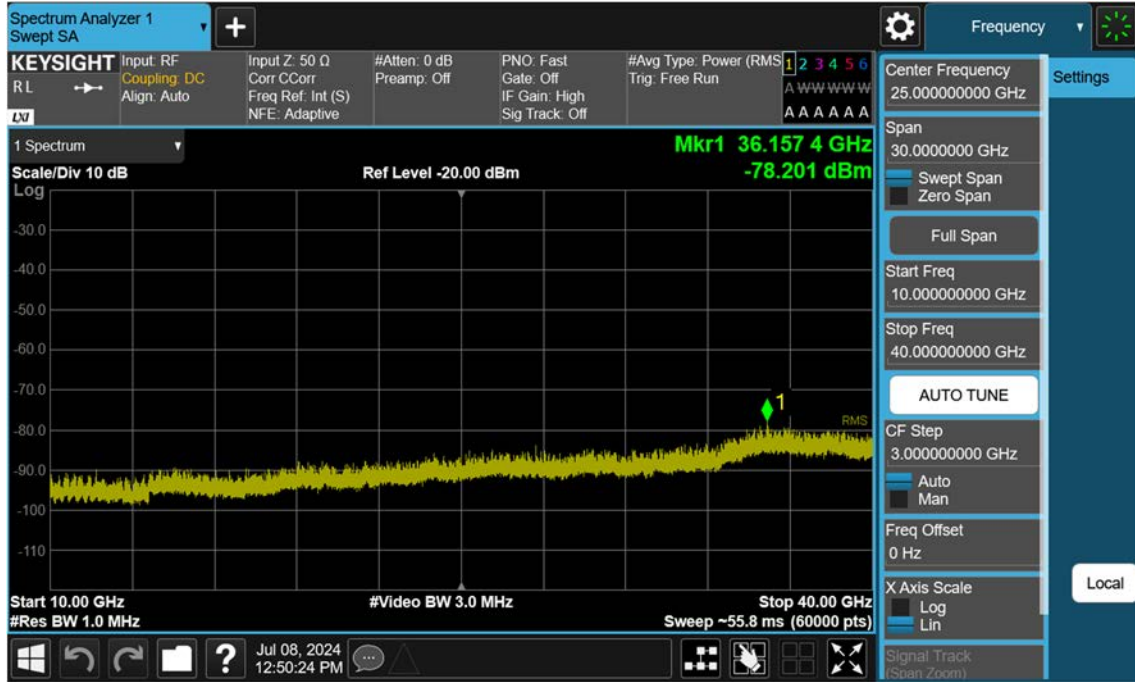 Spectrum Analyzer 1
Swept SA
Frequency
KEYSIGHT
R L
LXI
Input: RF
Coupling: DC
Align: Auto
Input Z: 50 Ω
Corr CCorr
Freq Ref: Int (S)
NFE: Adaptive
#Atten: 0 dB
Preamp: Off
PNO: Fast
Gate: Off
IF Gain: High
Sig Track: Off
#Avg Type: Power (RMS
Trig: Free Run
1 2 3 4 5 6
A W W W W W
A A A A A A
1 Spectrum
Mkr1 36.157 4 GHz
-78.201 dBm
Scale/Div 10 dB
Ref Level -20.00 dBm
Log
-30.0
-40.0
-50.0
-60.0
-70.0
-80.0
-90.0
-100
-110
1
RMS
Start 10.00 GHz
#Video BW 3.0 MHz
Stop 40.00 GHz
#Res BW 1.0 MHz
Sweep ~55.8 ms (60000 pts)
?
Jul 08, 2024
12:50:24 PM
Center Frequency
25.000000000 GHz
Span
30.0000000 GHz
Swept Span
Zero Span
Full Span
Start Freq
10.000000000 GHz
Stop Freq
40.000000000 GHz
AUTO TUNE
CF Step
3.000000000 GHz
Auto
Man
Freq Offset
0 Hz
X Axis Scale
Log
Lin
Signal Track
(Span Zoom)
Settings
Local